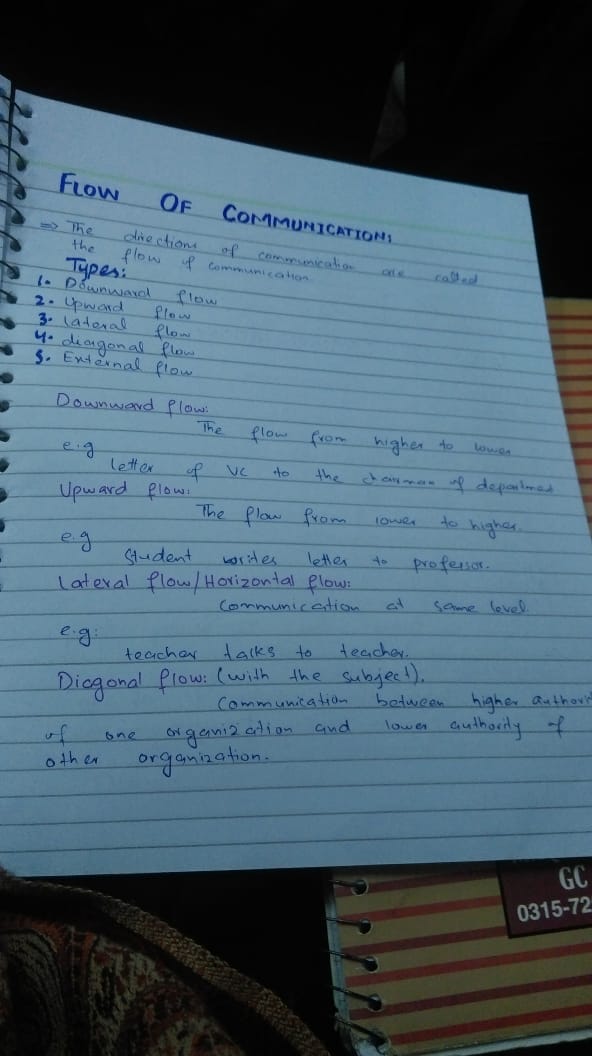 FLOW OF COMMUNICATION:
⇒ The directions of communication are called
the flow of communication
Types:
1. Downward flow
2. Upward flow
3. lateral flow
4. diagonal flow
5. External flow
Downward flow:
The flow from higher to lower
e.g
letter of VC to the chairman of department
Upward flow:
The flow from lower to higher.
e.g
Student writes letter to professor.
Lateral flow/Horizontal flow:
Communication at same level.
e.g:
teacher talks to teacher.
Diagonal flow: (with the subject).
Communication between higher authori
of one organization and lower authority of
other organization.
GC
0315-72